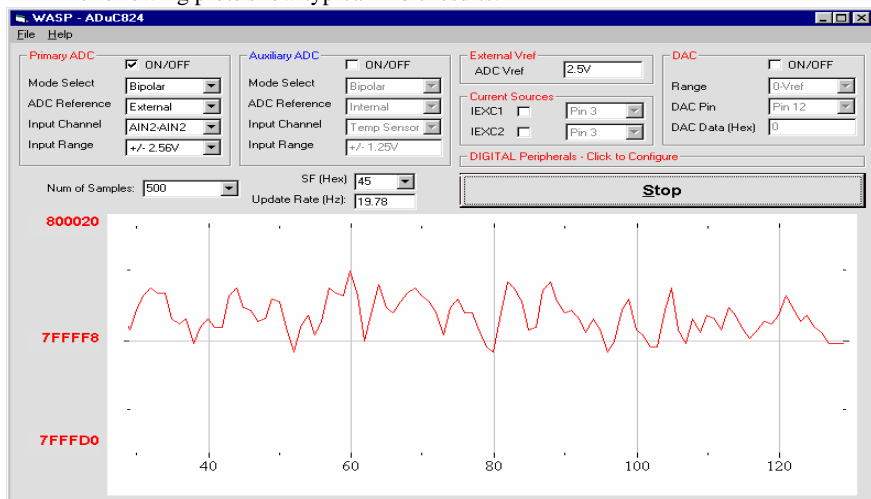 WASP - ADuC824
File Help
Primary ADC
ON/OFF
Mode Select Bipolar
ADC Reference External
Input Channel AIN2-AIN2
Input Range +/- 2.56V
Auxiliary ADC
ON/OFF
Mode Select Bipolar
ADC Reference Internal
Input Channel Temp Sensor
Input Range +/- 1.25V
External Vref
ADC Vref 2.5V
Current Sources
IEXC1 Pin 3
IEXC2 Pin 3
DAC
ON/OFF
Range 0-Vref
DAC Pin Pin 12
DAC Data (Hex) 0
DIGITAL Peripherals - Click to Configure
Num of Samples: 500
SF (Hex) 45
Update Rate (Hz): 19.78
Stop
800020
7FFFF8
7FFFD0
40 60 80 100 120